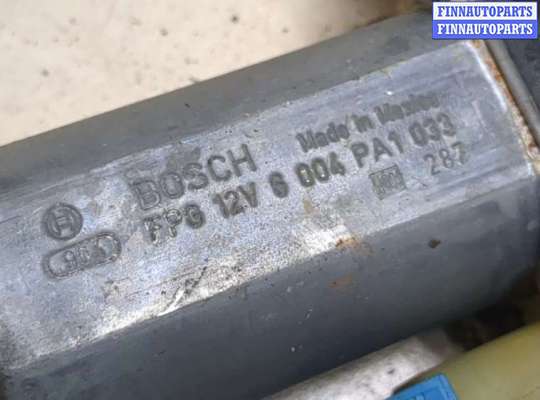 FINNAUTOPARTS
FINNAUTOPARTS
BOSCH Made in Mexico
FPG 12V 6 004 PA1 033
287